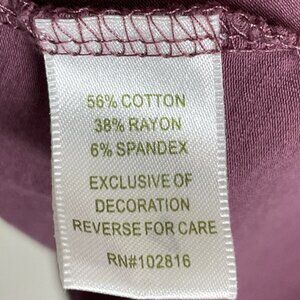 56% COTTON
38% RAYON
6% SPANDEX
EXCLUSIVE OF
DECORATION
REVERSE FOR CARE
RN#102816